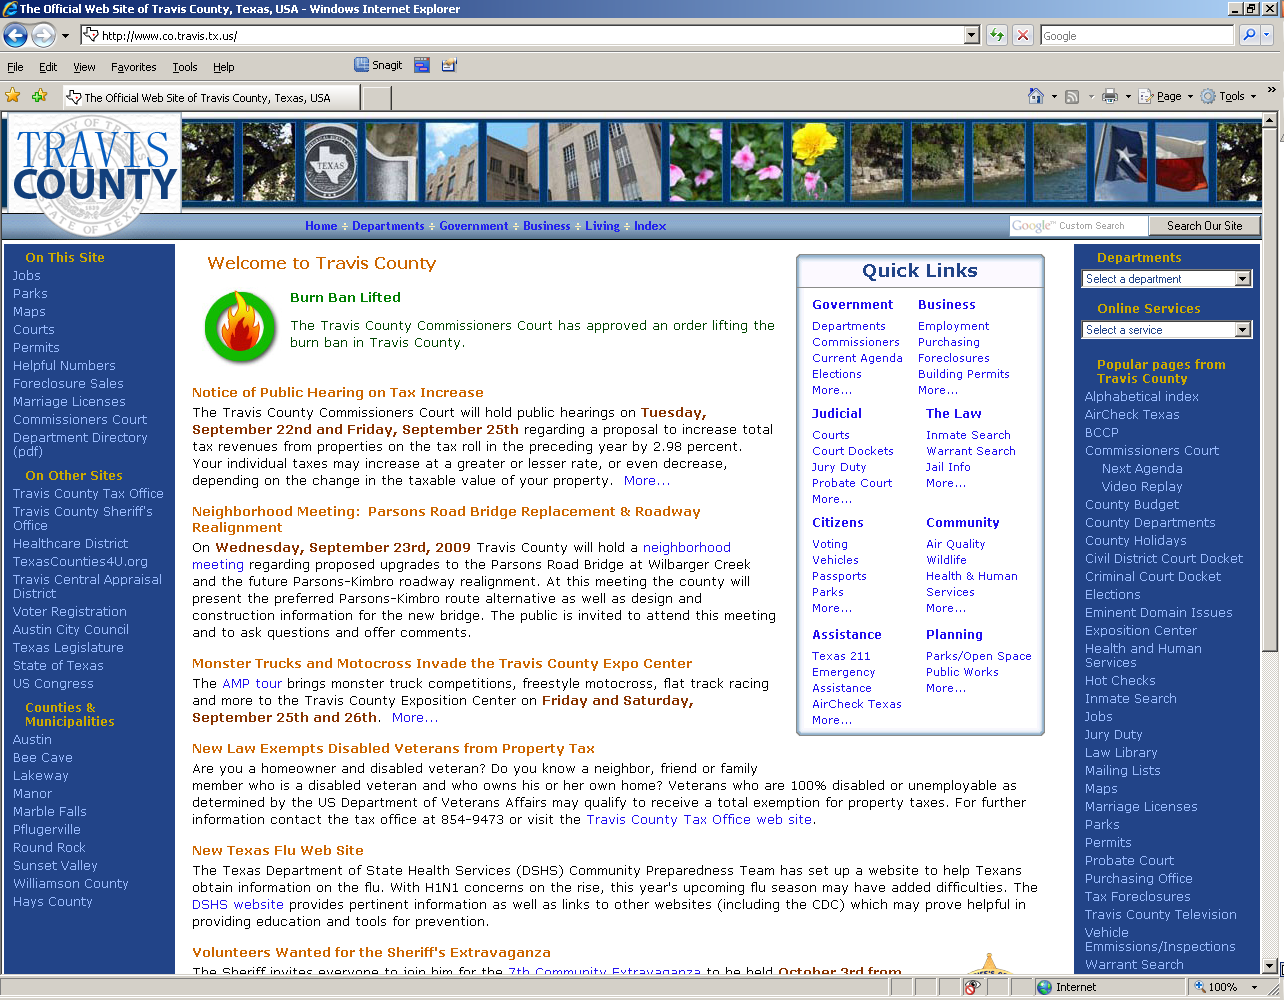 The Official Web Site of Travis County, Texas, USA - Windows Internet Explorer
http://www.co.travis.tx.us/
Google
File Edit View Favorites Tools Help Snagit
The Official Web Site of Travis County, Texas, USA
Page Tools
TRAVIS
COUNTY
TEXAS
Home ÷ Departments ÷ Government ÷ Business ÷ Living ÷ Index
Google™ Custom Search
Search Our Site
On This Site
Jobs
Parks
Maps
Courts
Permits
Helpful Numbers
Foreclosure Sales
Marriage Licenses
Commissioners Court
Department Directory
(pdf)
On Other Sites
Travis County Tax Office
Travis County Sheriff's
Office
Healthcare District
TexasCounties4U.org
Travis Central Appraisal
District
Voter Registration
Austin City Council
Texas Legislature
State of Texas
US Congress
Counties &
Municipalities
Austin
Bee Cave
Lakeway
Manor
Marble Falls
Pflugerville
Round Rock
Sunset Valley
Williamson County
Hays County
Welcome to Travis County
Burn Ban Lifted
The Travis County Commissioners Court has approved an order lifting the
burn ban in Travis County.
Notice of Public Hearing on Tax Increase
The Travis County Commissioners Court will hold public hearings on Tuesday,
September 22nd and Friday, September 25th regarding a proposal to increase total
tax revenues from properties on the tax roll in the preceding year by 2.98 percent.
Your individual taxes may increase at a greater or lesser rate, or even decrease,
depending on the change in the taxable value of your property. More...
Neighborhood Meeting: Parsons Road Bridge Replacement & Roadway
Realignment
On Wednesday, September 23rd, 2009 Travis County will hold a neighborhood
meeting regarding proposed upgrades to the Parsons Road Bridge at Wilbarger Creek
and the future Parsons-Kimbro roadway realignment. At this meeting the county will
present the preferred Parsons-Kimbro route alternative as well as design and
construction information for the new bridge. The public is invited to attend this meeting
and to ask questions and offer comments.
Monster Trucks and Motocross Invade the Travis County Expo Center
The AMP tour brings monster truck competitions, freestyle motocross, flat track racing
and more to the Travis County Exposition Center on Friday and Saturday,
September 25th and 26th. More...
New Law Exempts Disabled Veterans from Property Tax
Are you a homeowner and disabled veteran? Do you know a neighbor, friend or family
member who is a disabled veteran and who owns his or her own home? Veterans who are 100% disabled or unemployable as
determined by the US Department of Veterans Affairs may qualify to receive a total exemption for property taxes. For further
information contact the tax office at 854-9473 or visit the Travis County Tax Office web site.
New Texas Flu Web Site
The Texas Department of State Health Services (DSHS) Community Preparedness Team has set up a website to help Texans
obtain information on the flu. With H1N1 concerns on the rise, this year's upcoming flu season may have added difficulties. The
DSHS website provides pertinent information as well as links to other websites (including the CDC) which may prove helpful in
providing education and tools for prevention.
Volunteers Wanted for the Sheriff's Extravaganza
The Sheriff invites everyone to join him for the 7th Community Extravaganza to be held October 3rd from
Quick Links
Government Business
Departments Employment
Commissioners Purchasing
Current Agenda Foreclosures
Elections Building Permits
More... More...
Judicial The Law
Courts Inmate Search
Court Dockets Warrant Search
Jury Duty Jail Info
Probate Court More...
More...
Citizens Community
Voting Air Quality
Vehicles Wildlife
Passports Health & Human
Parks Services
More... More...
Assistance Planning
Texas 211 Parks/Open Space
Emergency Public Works
Assistance More...
AirCheck Texas
More...
Departments
Select a department
Online Services
Select a service
Popular pages from
Travis County
Alphabetical index
AirCheck Texas
BCCP
Commissioners Court
Next Agenda
Video Replay
County Budget
County Departments
County Holidays
Civil District Court Docket
Criminal Court Docket
Elections
Eminent Domain Issues
Exposition Center
Health and Human
Services
Hot Checks
Inmate Search
Jobs
Jury Duty
Law Library
Mailing Lists
Maps
Marriage Licenses
Parks
Permits
Probate Court
Purchasing Office
Tax Foreclosures
Travis County Television
Vehicle
Emmissions/Inspections
Warrant Search
Internet 100%